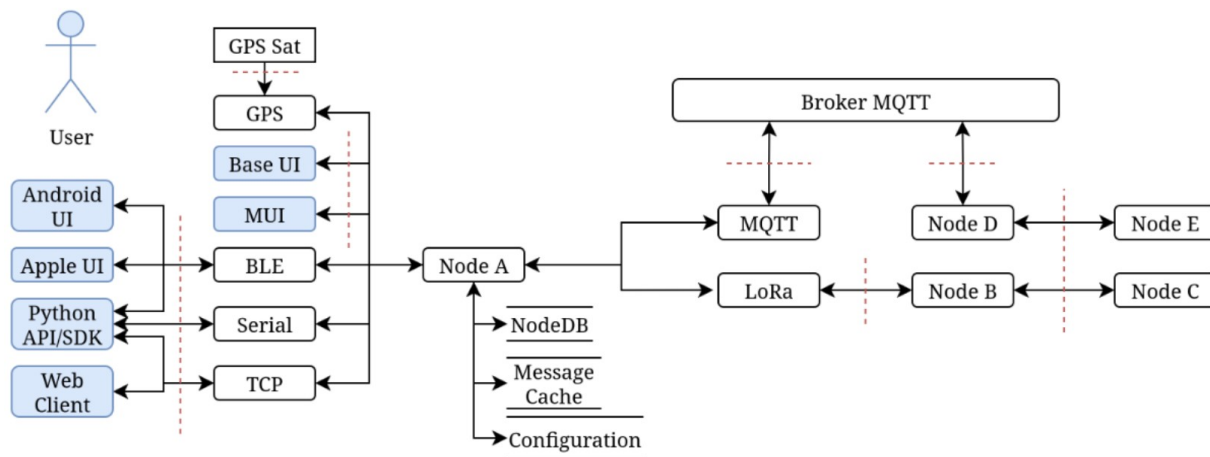 GPS Sat
GPS
User
Base UI
Android
UI
MUI
Apple UI
BLE
Python
API/SDK
Serial
Web
Client
TCP
Node A
NodeDB
Message
Cache
Configuration
Broker MQTT
MQTT
Node D
Node E
LoRa
Node B
Node C